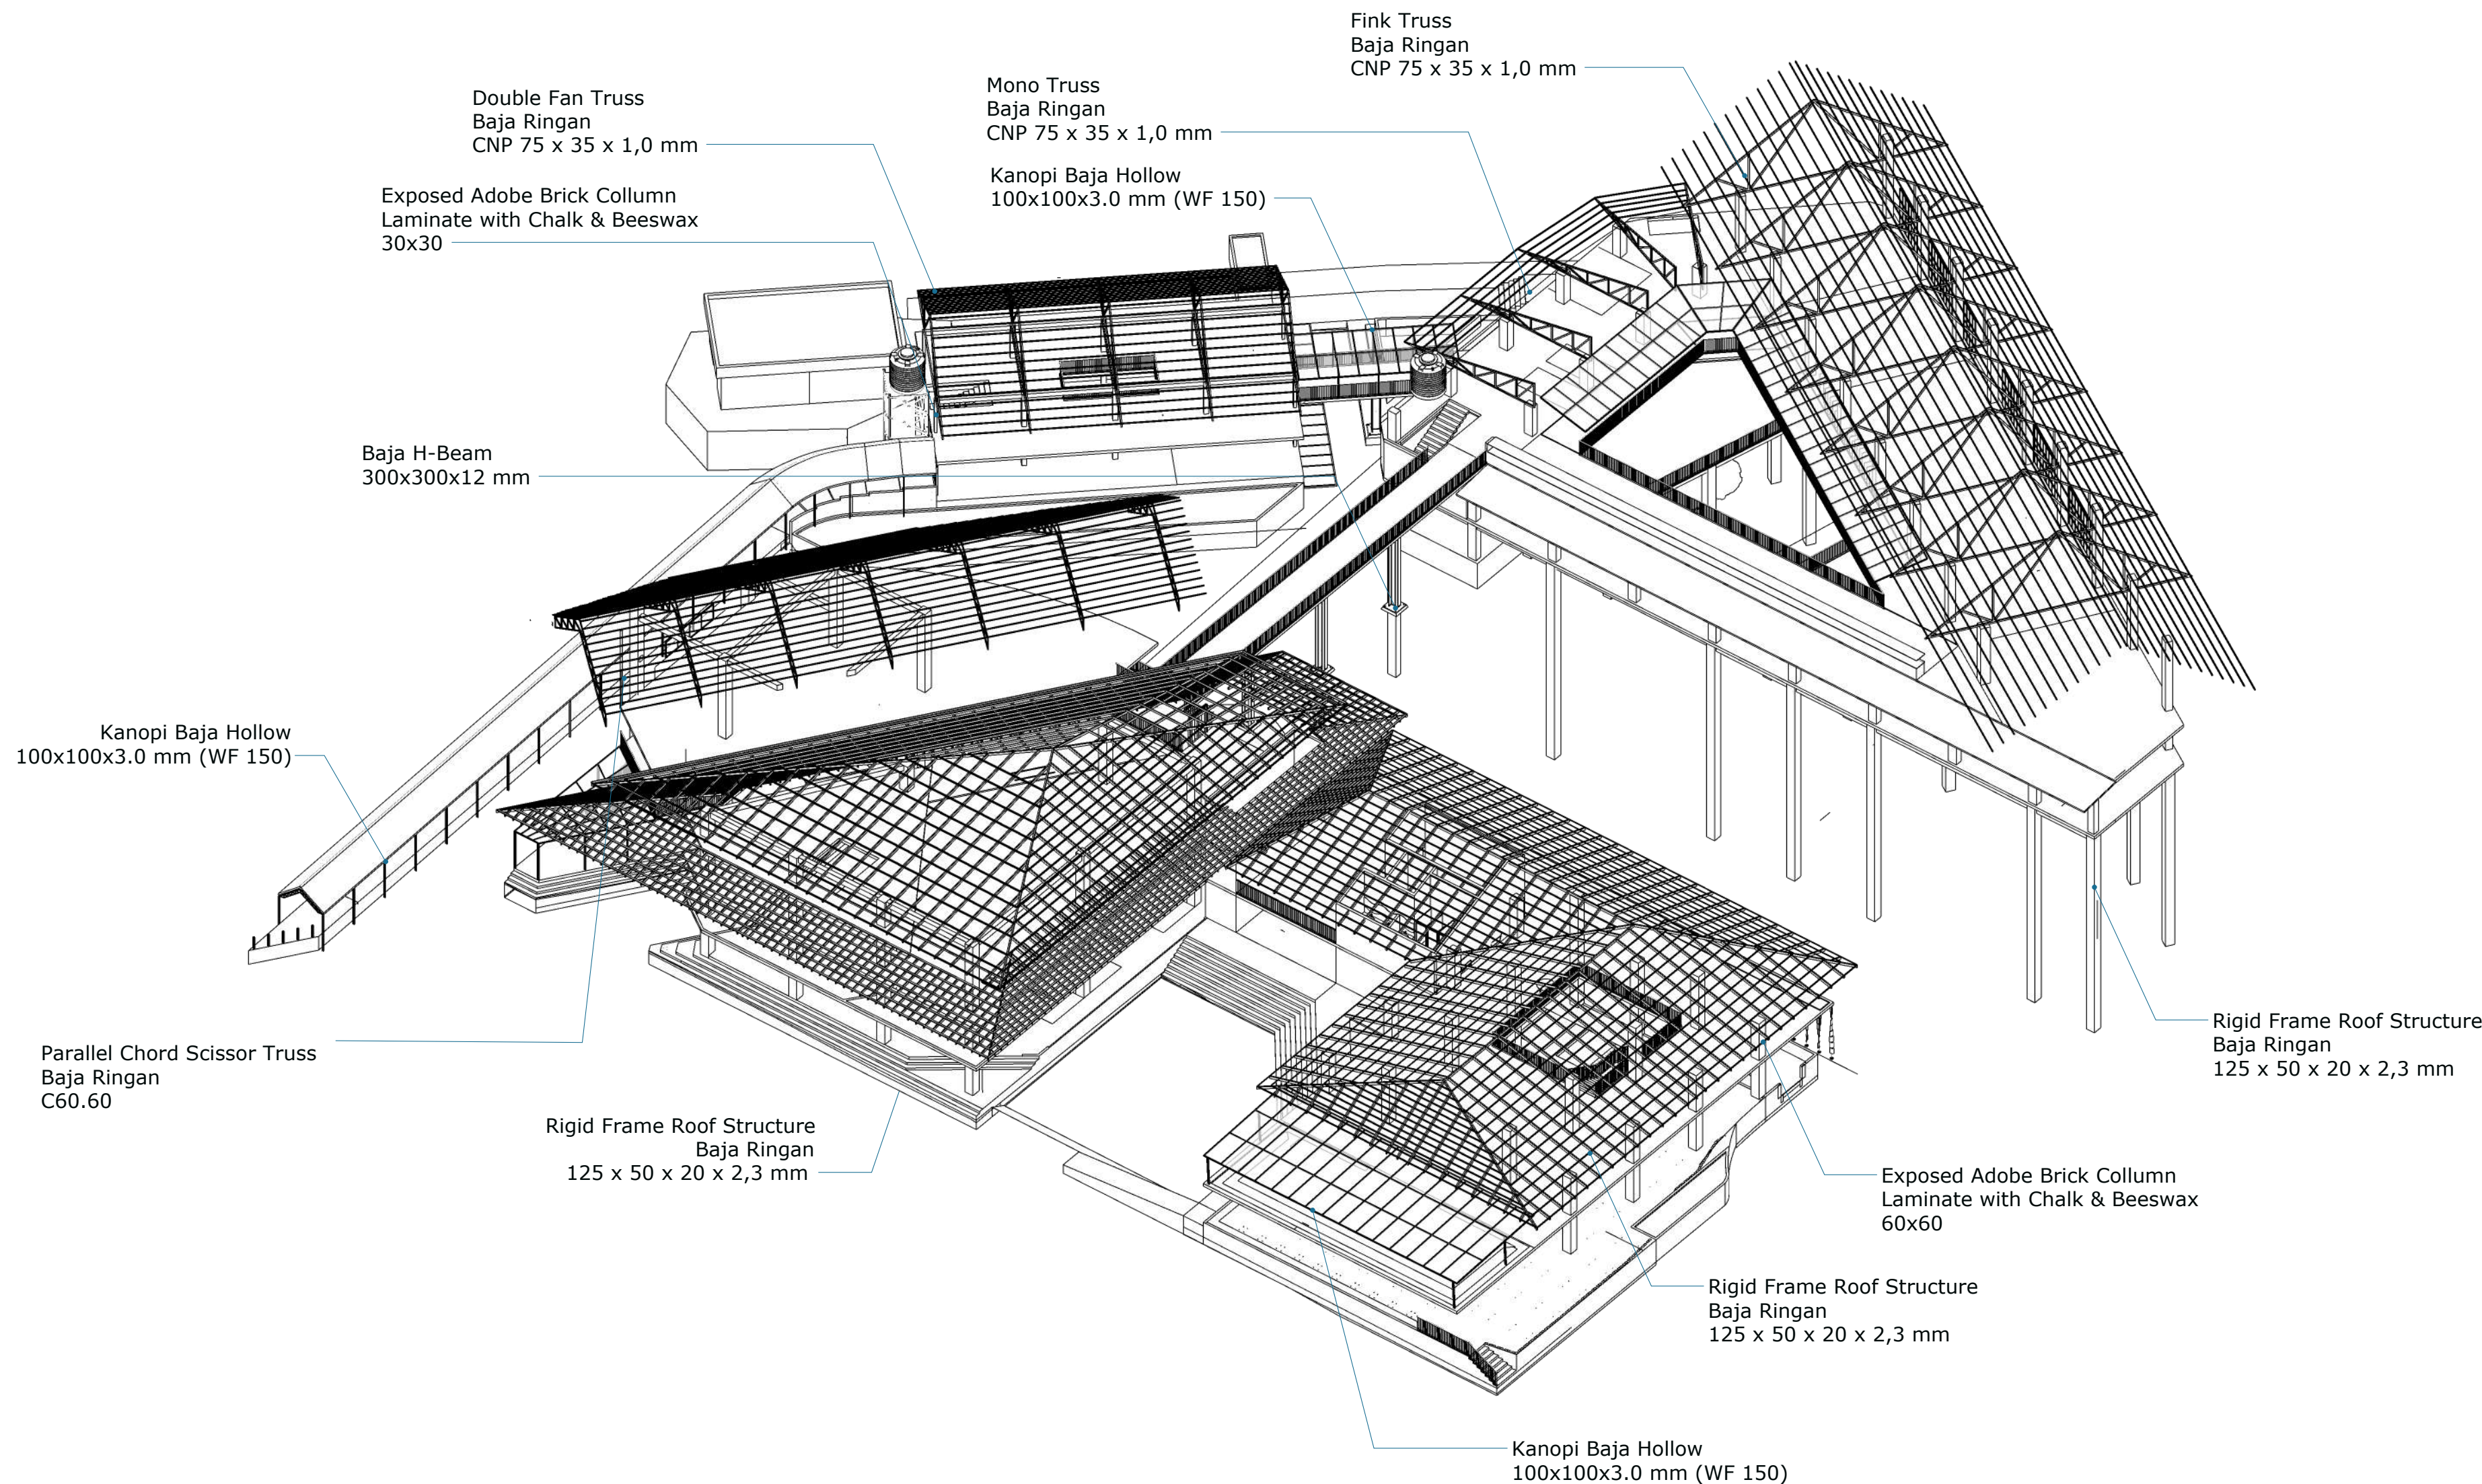 Fink Truss
Baja Ringan
CNP 75 x 35 x 1,0 mm
Mono Truss
Baja Ringan
CNP 75 x 35 x 1,0 mm
Double Fan Truss
Baja Ringan
CNP 75 x 35 x 1,0 mm
Kanopi Baja Hollow
100x100x3.0 mm (WF 150)
Exposed Adobe Brick Collumn
Laminate with Chalk & Beeswax
30x30
Baja H-Beam
300x300x12 mm
Kanopi Baja Hollow
100x100x3.0 mm (WF 150)
Parallel Chord Scissor Truss
Baja Ringan
C60.60
Rigid Frame Roof Structure
Baja Ringan
125 x 50 x 20 x 2,3 mm
Rigid Frame Roof Structure
Baja Ringan
125 x 50 x 20 x 2,3 mm
Exposed Adobe Brick Collumn
Laminate with Chalk & Beeswax
60x60
Rigid Frame Roof Structure
Baja Ringan
125 x 50 x 20 x 2,3 mm
Kanopi Baja Hollow
100x100x3.0 mm (WF 150)